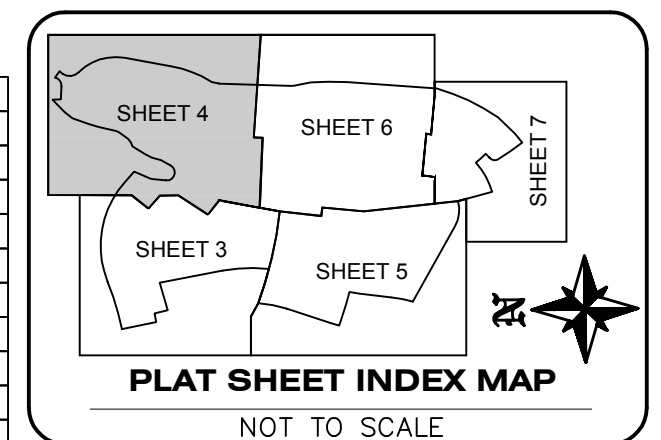 SHEET 4
SHEET 6
SHEET 7
SHEET 3
SHEET 5
N
PLAT SHEET INDEX MAP
NOT TO SCALE